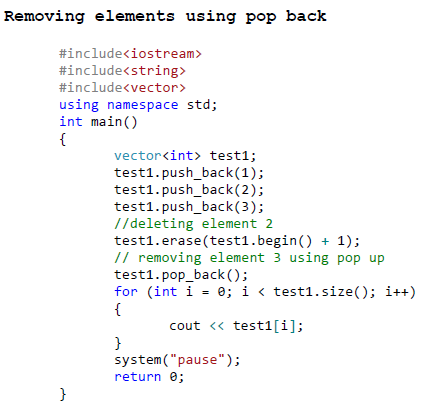 Removing elements using pop back
#include<iostream>
#include<string>
#include<vector>
using namespace std;
int main()
{
vector<int> test1;
test1.push_back(1);
test1.push_back(2);
test1.push_back(3);
//deleting element 2
test1.erase(test1.begin() + 1);
// removing element 3 using pop up
test1.pop_back();
for (int i = 0; i < test1.size(); i++)
{
cout << test1[i];
}
system("pause");
return 0;
}